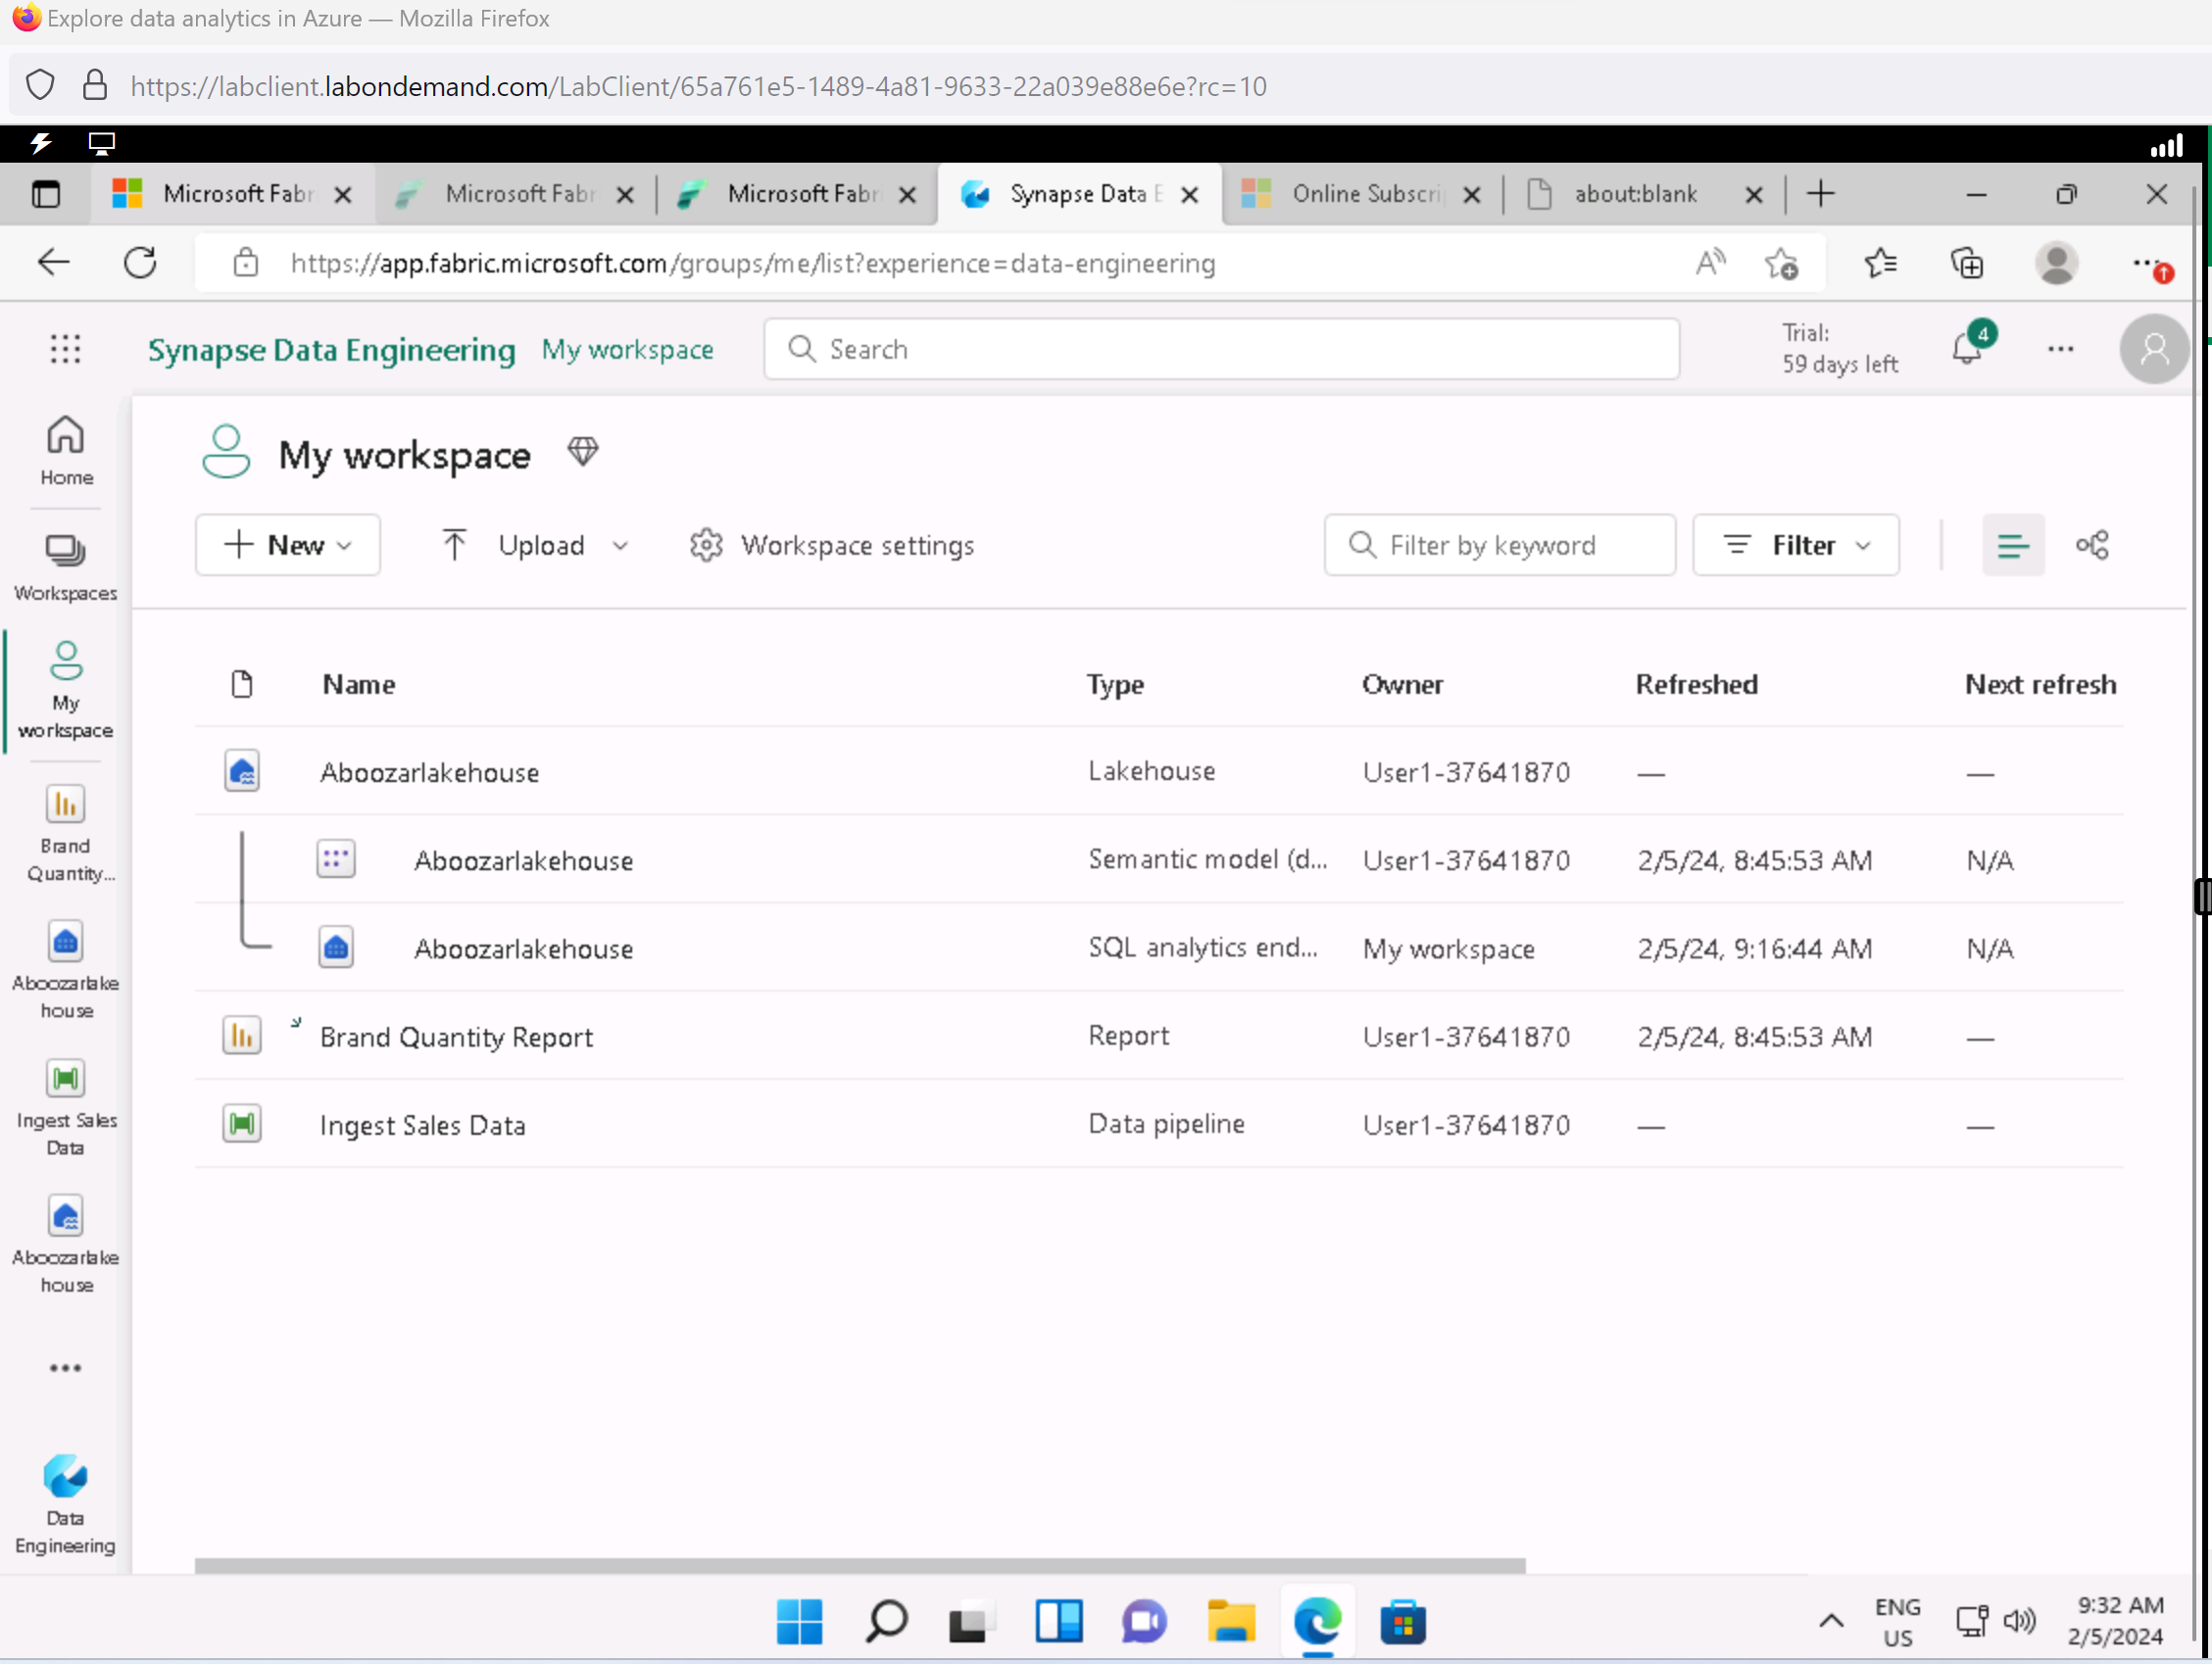 Explore data analytics in Azure — Mozilla Firefox
https://labclient.labondemand.com/LabClient/65a761e5-1489-4a81-9633-22a039e88e6e?rc=10
Microsoft Fabr
Microsoft Fabr
Microsoft Fabri
Synapse Data E
Online Subscri
about:blank
https://app.fabric.microsoft.com/groups/me/list?experience=data-engineering
Synapse Data Engineering
My workspace
Search
Trial:
59 days left
4
Home
Workspaces
My
workspace
Brand
Quantity...
Aboozarlake
house
Ingest Sales
Data
Aboozarlake
house
Data
Engineering
My workspace
New
Upload
Workspace settings
Filter by keyword
Filter
Name Type Owner Refreshed Next refresh
Aboozarlakehouse Lakehouse User1-37641870 — —
Aboozarlakehouse Semantic model (d... User1-37641870 2/5/24, 8:45:53 AM N/A
Aboozarlakehouse SQL analytics end... My workspace 2/5/24, 9:16:44 AM N/A
Brand Quantity Report Report User1-37641870 2/5/24, 8:45:53 AM —
Ingest Sales Data Data pipeline User1-37641870 — —
ENG
US
9:32 AM
2/5/2024